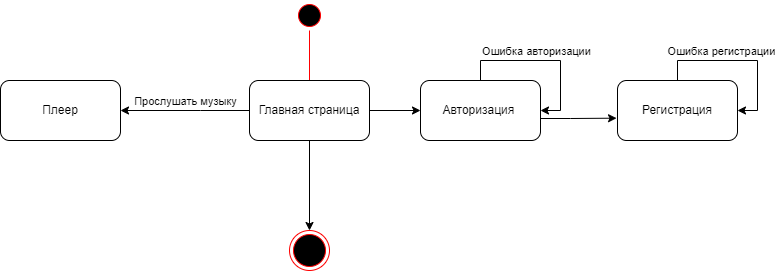 Ошибка авторизации
Ошибка регистрации
Плеер
Прослушать музыку
Главная страница
Авторизация
Регистрация